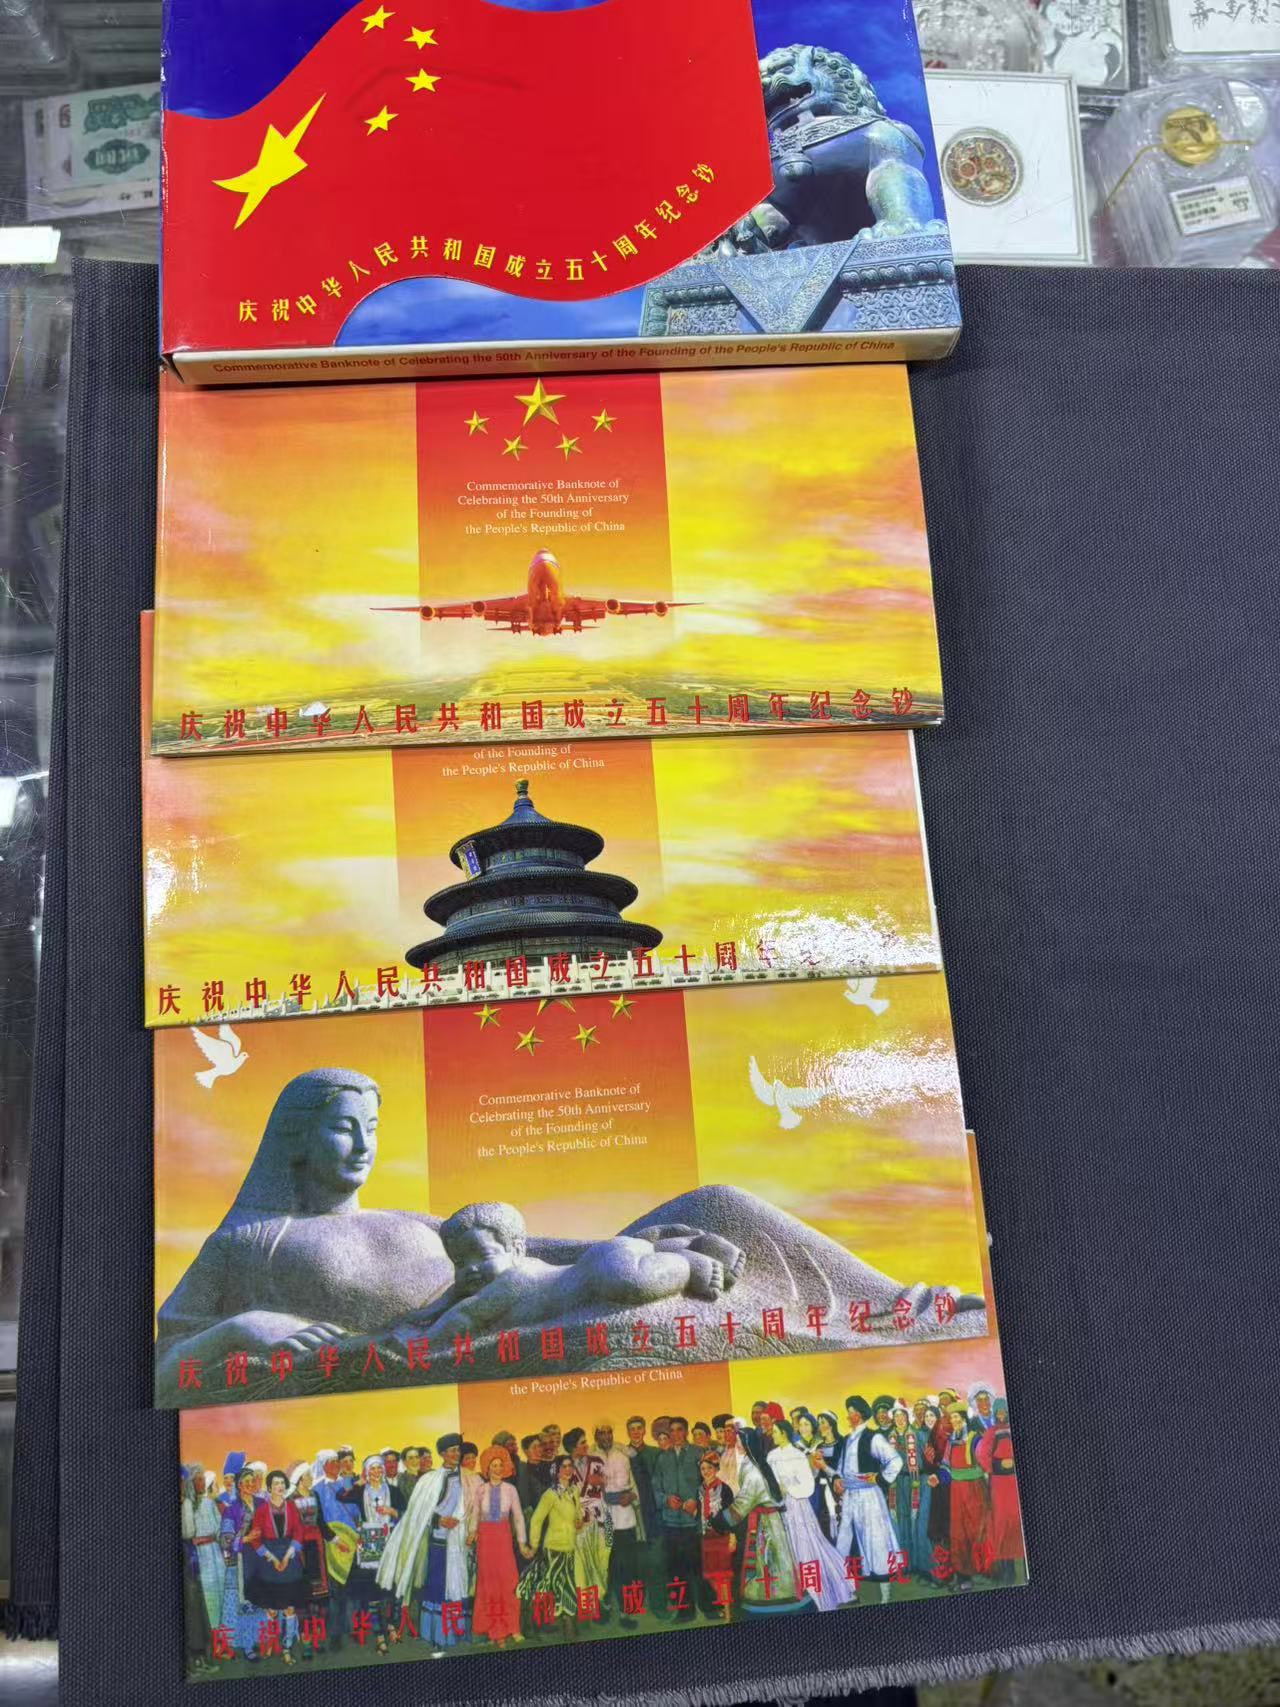 庆祝中华人民共和国成立五十周年纪念钞
Commemorative Banknote of Celebrating the 50th Anniversary of the Founding of the People's Republic of China
Commemorative Banknote of
Celebrating the 50th Anniversary
of the Founding of
the People's Republic of China
庆祝中华人民共和国成立五十周年纪念钞
of the Founding of
the People's Republic of China
庆祝中华人民共和国成立五十周年纪念
Commemorative Banknote of
Celebrating the 50th Anniversary
of the Founding of
the People's Republic of China
庆祝中华人民共和国成立五十周年纪念钞
the People's Republic of China
庆祝中华人民共和国成立五十周年纪念钞